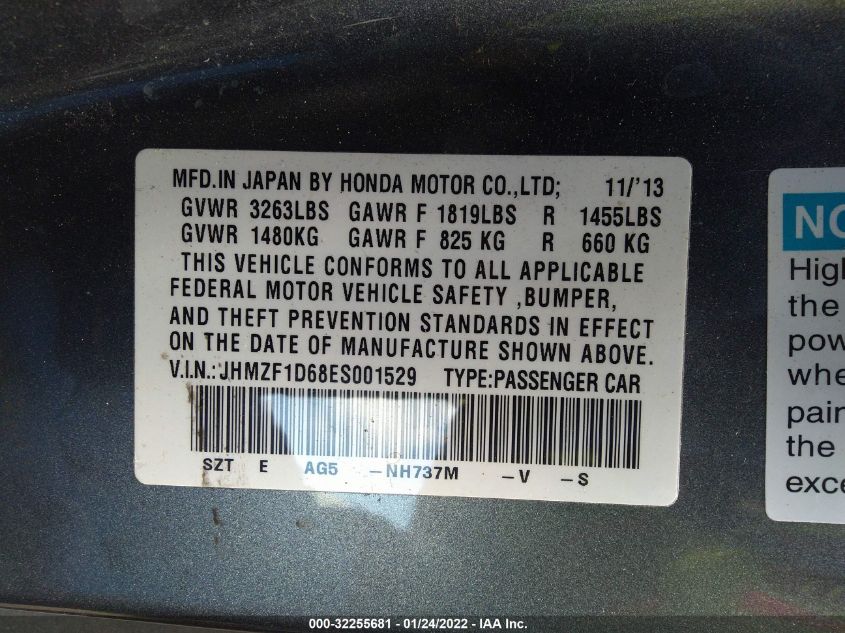 MFD.IN JAPAN BY HONDA MOTOR CO.,LTD; 11/'13
GVWR 3263LBS GAWR F 1819LBS R 1455LBS
GVWR 1480KG GAWR F 825 KG R 660 KG
THIS VEHICLE CONFORMS TO ALL APPLICABLE
FEDERAL MOTOR VEHICLE SAFETY ,BUMPER,
AND THEFT PREVENTION STANDARDS IN EFFECT
ON THE DATE OF MANUFACTURE SHOWN ABOVE.
V.I.N.:JHMZF1D68ES001529 TYPE:PASSENGER CAR
SZT E AG5 -NH737M -V -S
NO
High
the
pow
whe
pain
the
exce
000-32255681 - 01/24/2022 - IAA Inc.